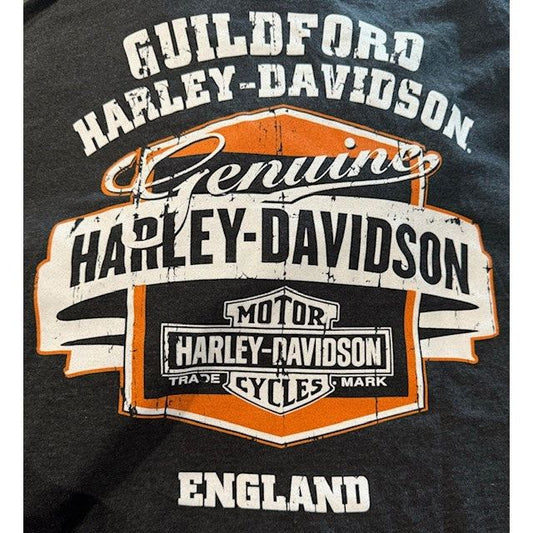 GUILDFORD
HARLEY-DAVIDSON
Genuine
HARLEY-DAVIDSON
MOTOR
HARLEY-DAVIDSON
TRADE MARK
CYCLES
ENGLAND